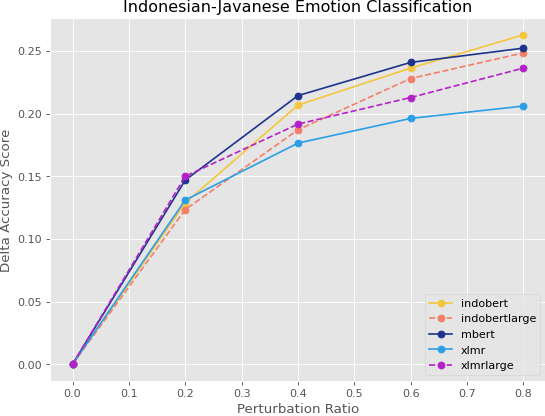 Indonesian-Javanese Emotion Classification
Delta Accuracy Score
0.25
0.20
0.15
0.10
0.05
0.00
0.0 0.1 0.2 0.3 0.4 0.5 0.6 0.7 0.8
Perturbation Ratio
indobert
indobertlarge
mbert
xlmr
xlmrlarge